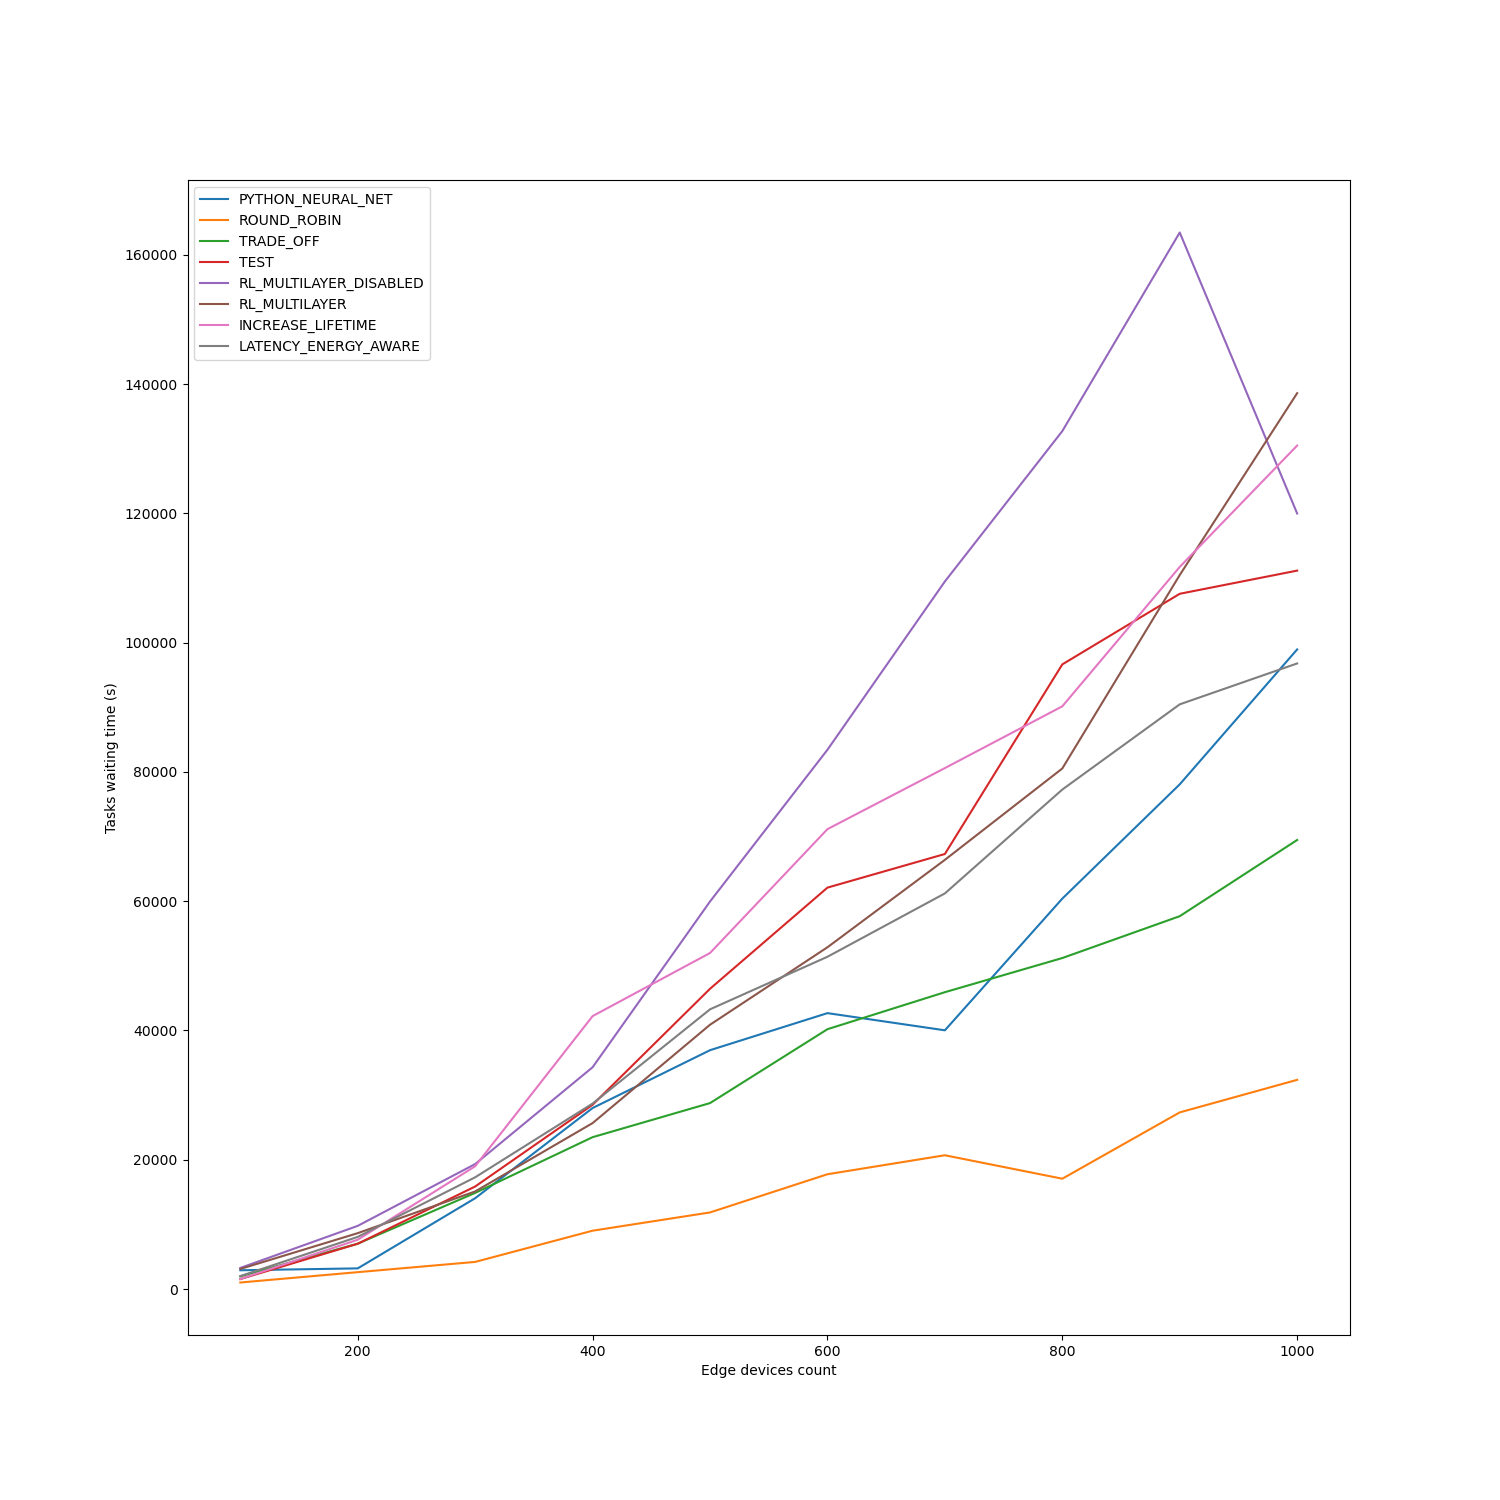 PYTHON_NEURAL_NET
ROUND_ROBIN
TRADE_OFF
TEST
RL_MULTILAYER_DISABLED
RL_MULTILAYER
INCREASE_LIFETIME
LATENCY_ENERGY_AWARE
160000
140000
120000
100000
80000
60000
40000
20000
0
Tasks waiting time (s)
200 400 600 800 1000
Edge devices count